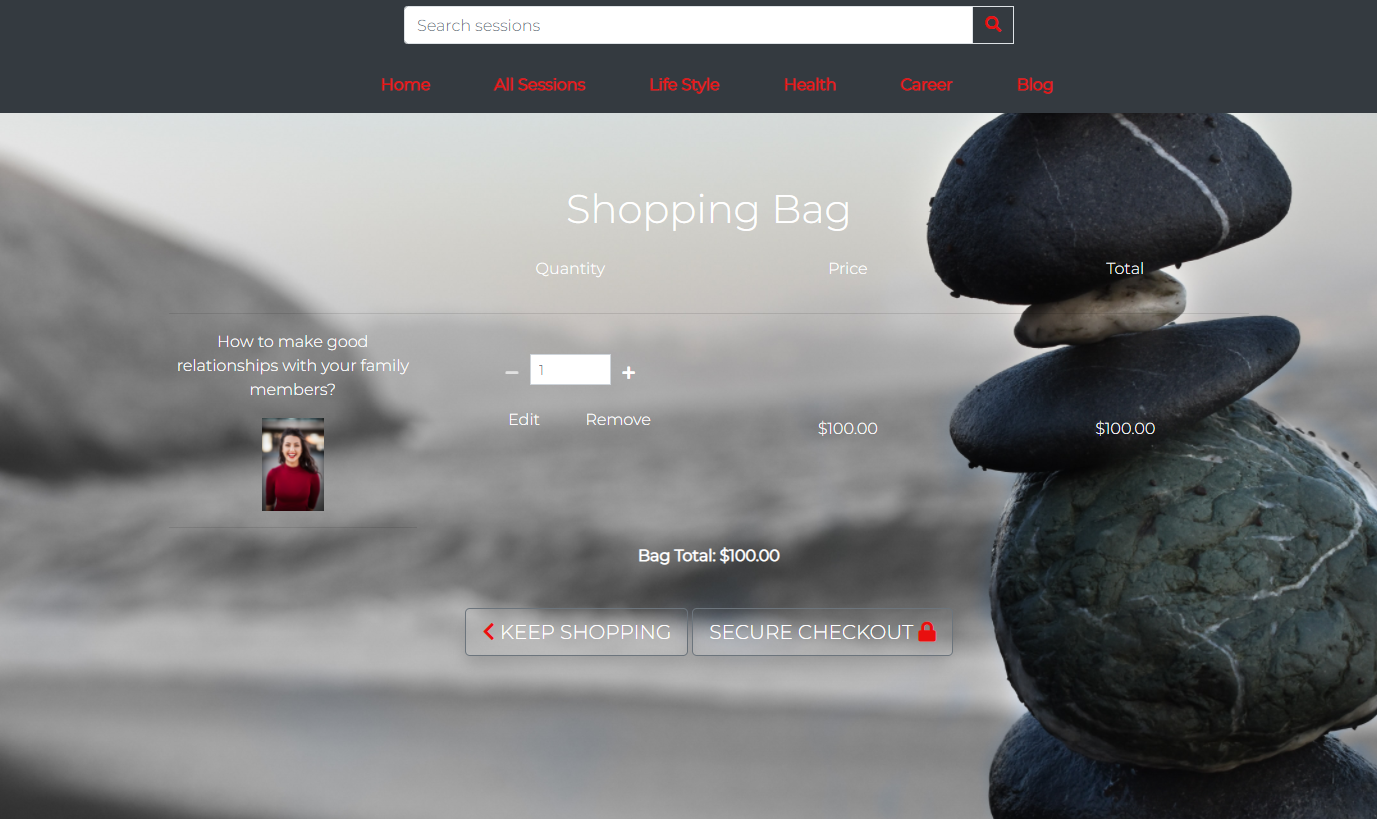 Search sessions
Home All Sessions Life Style Health Career Blog
Shopping Bag
Quantity Price Total
How to make good
relationships with your family
members?
1
Edit Remove
$100.00 $100.00
Bag Total: $100.00
KEEP SHOPPING SECURE CHECKOUT